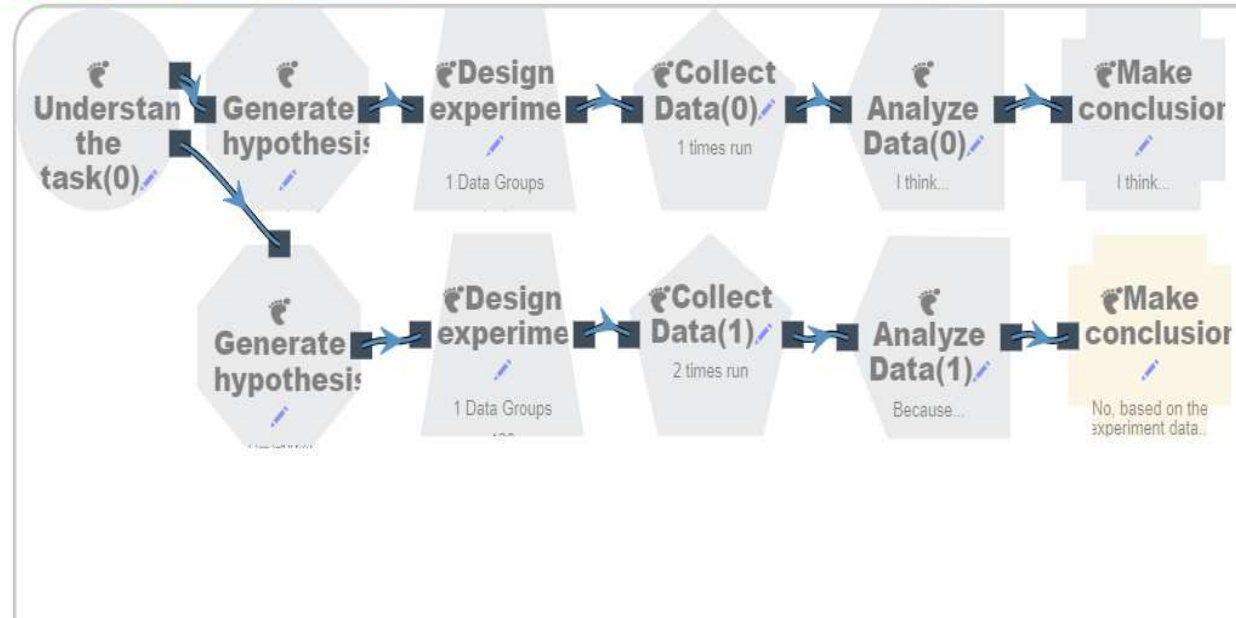 Understan
the
task(0)
Generate
hypothesis
Design
experime
1 Data Groups
Collect
Data(0)
1 times run
Analyze
Data(0)
I think...
Make
conclusion
I think...
Generate
hypothesis
Design
experime
1 Data Groups
Collect
Data(1)
2 times run
Analyze
Data(1)
Because...
Make
conclusion
No, based on the
experiment data..